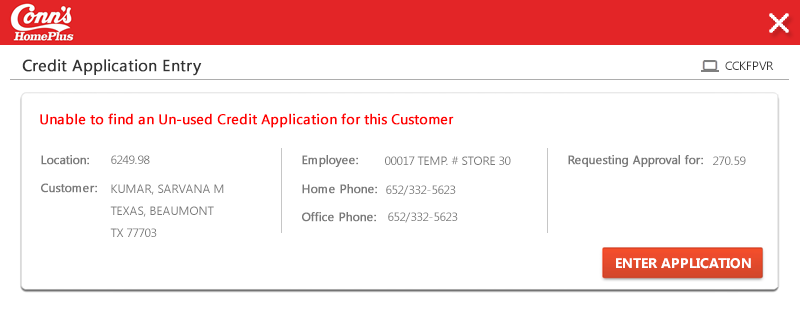 Conn's
HomePlus
Credit Application Entry
CCKFPVR
Unable to find an Un-used Credit Application for this Customer
Location: 6249.98
Customer: KUMAR, SARVANA M
TEXAS, BEAUMONT
TX 77703
Employee: 00017 TEMP. # STORE 30
Home Phone: 652/332-5623
Office Phone: 652/332-5623
Requesting Approval for: 270.59
ENTER APPLICATION